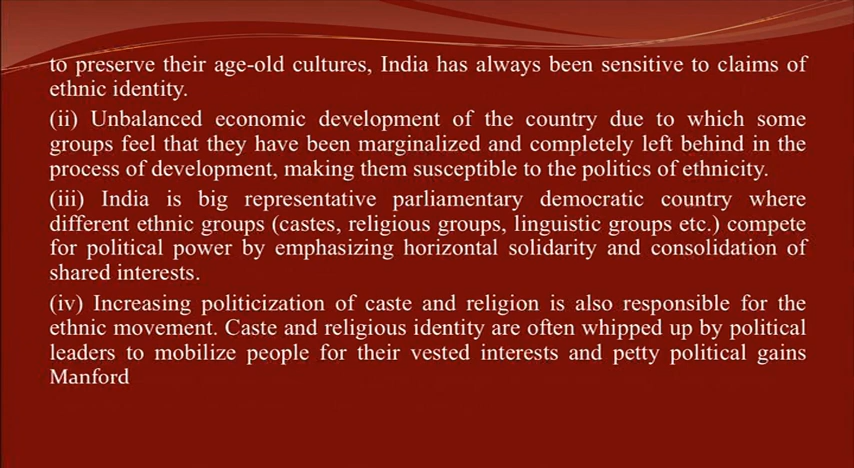 to preserve their age-old cultures, India has always been sensitive to claims of
ethnic identity.
(ii) Unbalanced economic development of the country due to which some
groups feel that they have been marginalized and completely left behind in the
process of development, making them susceptible to the politics of ethnicity.
(iii) India is big representative parliamentary democratic country where
different ethnic groups (castes, religious groups, linguistic groups etc.) compete
for political power by emphasizing horizontal solidarity and consolidation of
shared interests.
(iv) Increasing politicization of caste and religion is also responsible for the
ethnic movement. Caste and religious identity are often whipped up by political
leaders to mobilize people for their vested interests and petty political gains
Manford